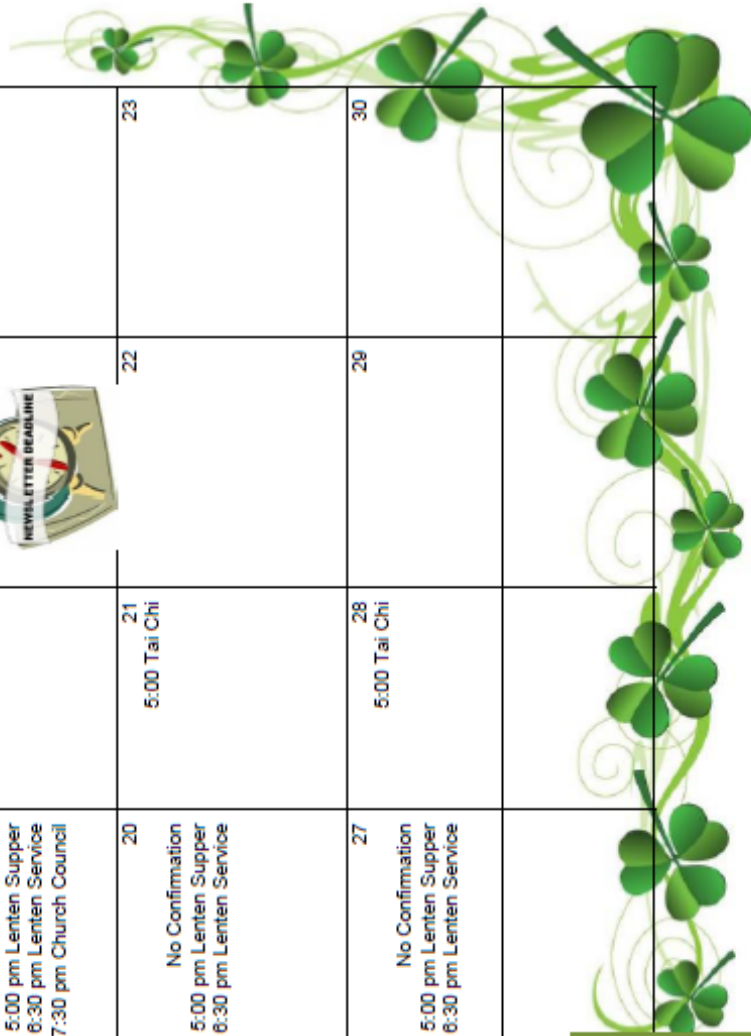 5:00 pm Lenten Supper
6:30 pm Lenten Service
7:30 pm Church Council
NEWSLETTER DEADLINE
20
No Confirmation
5:00 pm Lenten Supper
6:30 pm Lenten Service
21
5:00 Tai Chi
22
23
27
No Confirmation
5:00 pm Lenten Supper
6:30 pm Lenten Service
28
5:00 Tai Chi
29
30